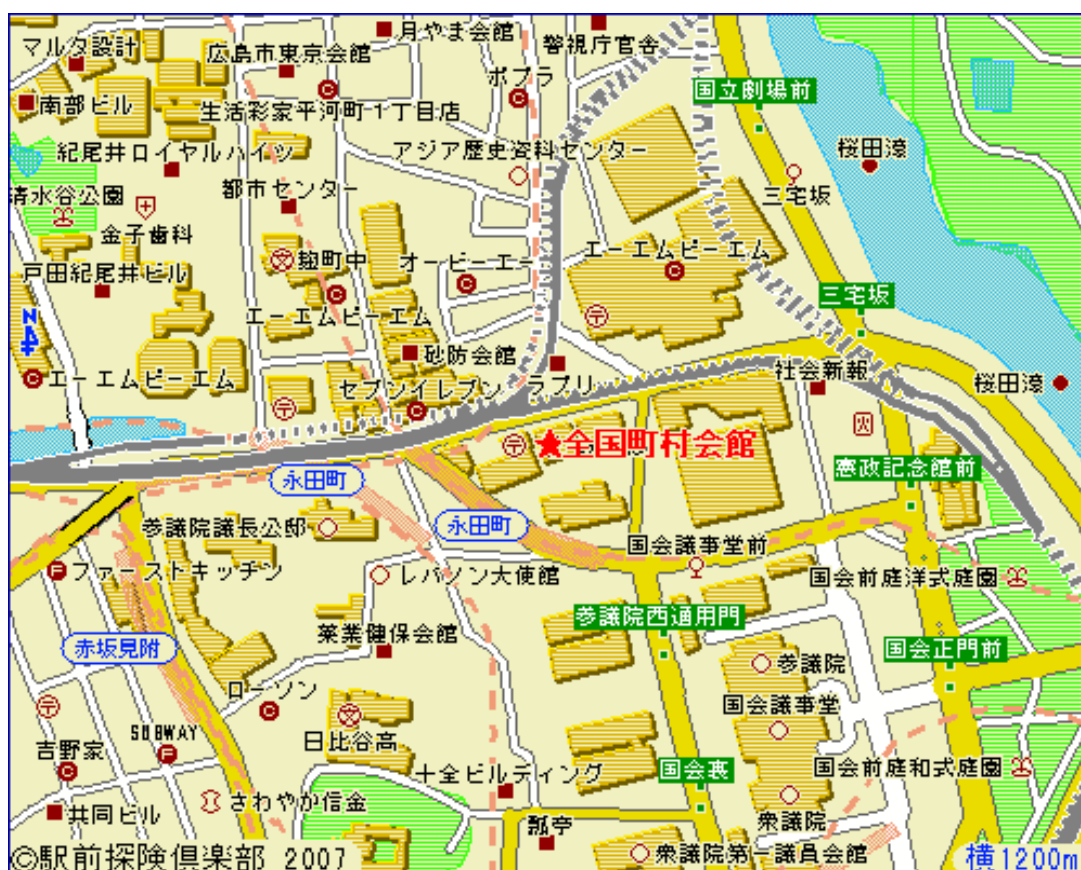 月やま会館
警視庁官舎
マルタ設計
広島市東京会館
ポプラ
国立劇場前
南部ビル
生活彩家平河町1丁目店
紀尾井ロイヤルハイツ
アジア歴史資料センター
桜田濠
清水谷公園
都市センター
三宅坂
金子歯科
麹町中
オービーエー
エーエムピーエム
戸田紀尾井ビル
エーエムピーエム
三宅坂
Z
砂防会館
エーエムピーエム
セブンイレブン
ラブリ
社会新報
桜田濠
〒
★全国町村会館
火
永田町
憲政記念館前
参議院議長公邸
永田町
国会議事堂前
ファーストキッチン
レバノン大使館
国会前庭洋式庭園
参議院西通用門
赤坂見附
薬業健保会館
参議院
国会正門前
ローソン
国会議事堂
SUBWAY
日比谷高
吉野家
十全ビルディング
国会裏
国会前庭和式庭園
さわやか信金
共同ビル
瓢亭
衆議院
©駅前探険倶楽部 2007
衆議院第一議員会館
横1200m